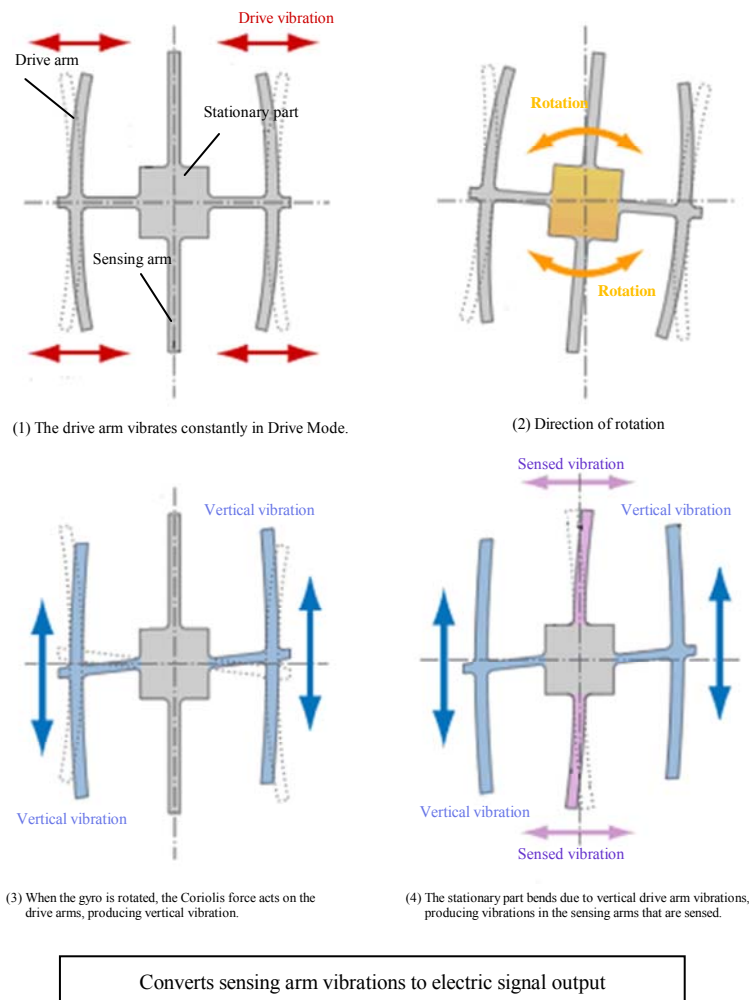 Drive vibration
Drive arm
Stationary part
Sensing arm
(1) The drive arm vibrates constantly in Drive Mode.
Rotation
Rotation
(2) Direction of rotation
Vertical vibration
Vertical vibration
(3) When the gyro is rotated, the Coriolis force acts on the
drive arms, producing vertical vibration.
Sensed vibration
Vertical vibration
Vertical vibration
Sensed vibration
(4) The stationary part bends due to vertical drive arm vibrations,
producing vibrations in the sensing arms that are sensed.
Converts sensing arm vibrations to electric signal output